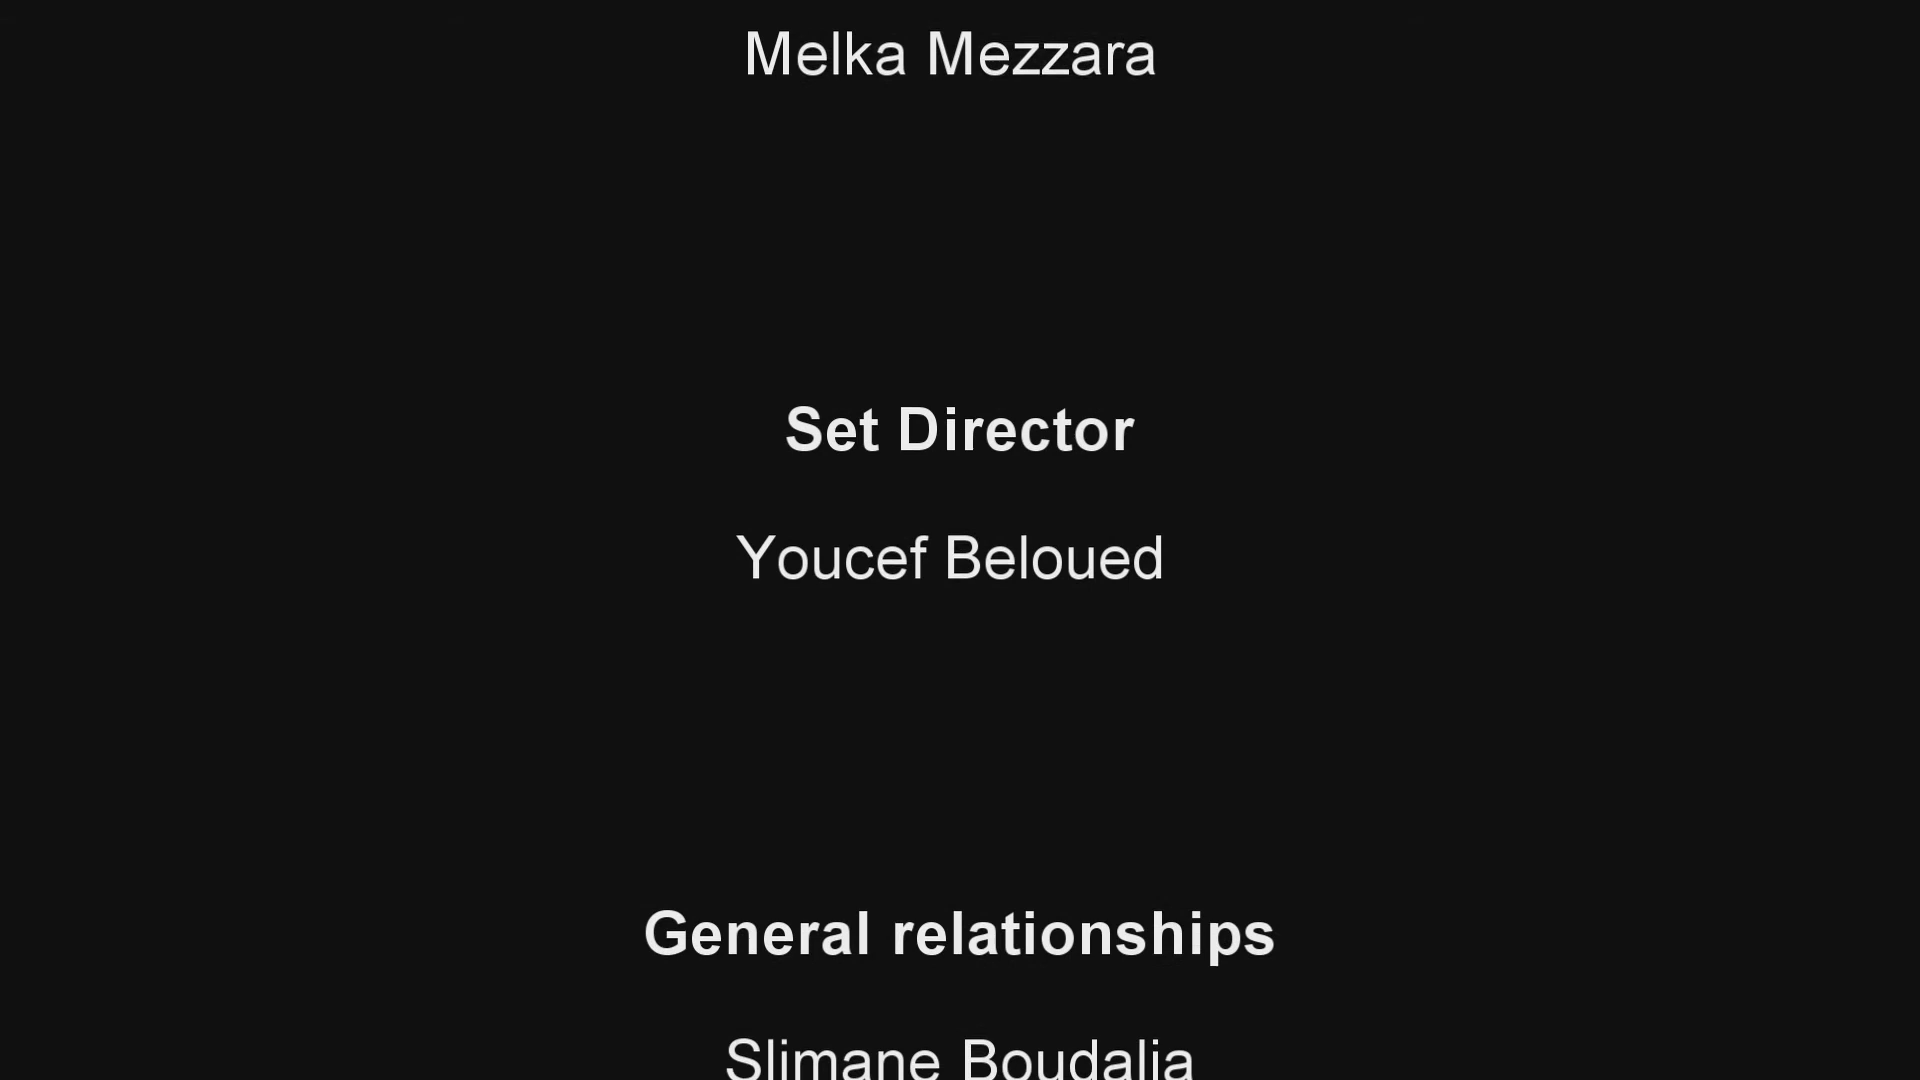 Melka Mezzara
Set Director
Youcef Beloued
General relationships
Slimane Boudalia